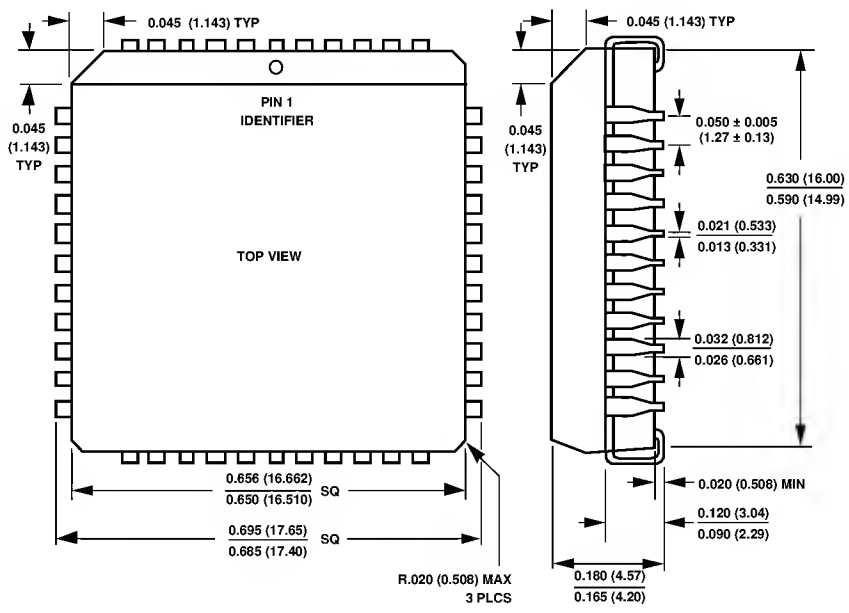 0.045 (1.143) TYP
0.045
(1.143)
TYP
PIN 1
IDENTIFIER
TOP VIEW
0.656 (16.662)
0.650 (16.510)
SQ
0.695 (17.65)
0.685 (17.40)
SQ
R.020 (0.508) MAX
3 PLCS
0.045 (1.143) TYP
0.045
(1.143)
TYP
0.050 ± 0.005
(1.27 ± 0.13)
0.630 (16.00)
0.590 (14.99)
0.021 (0.533)
0.013 (0.331)
0.032 (0.812)
0.026 (0.661)
0.020 (0.508) MIN
0.120 (3.04)
0.090 (2.29)
0.180 (4.57)
0.165 (4.20)